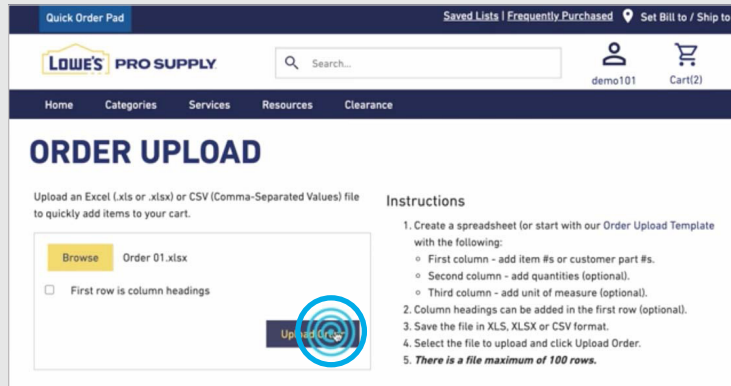 Quick Order Pad
Saved Lists | Frequently Purchased Set Bill to / Ship to
LOWE'S PRO SUPPLY
Search...
demo101
Cart(2)
Home Categories Services Resources Clearance
ORDER UPLOAD
Upload an Excel (.xls or .xlsx) or CSV (Comma-Separated Values) file
to quickly add items to your cart.
Browse Order 01.xlsx
First row is column headings
Upload
Instructions
1. Create a spreadsheet (or start with our Order Upload Template
with the following:
First column - add item #s or customer part #s.
Second column - add quantities (optional).
Third column - add unit of measure (optional).
2. Column headings can be added in the first row (optional).
3. Save the file in XLS, XLSX or CSV format.
4. Select the file to upload and click Upload Order.
5. There is a file maximum of 100 rows.